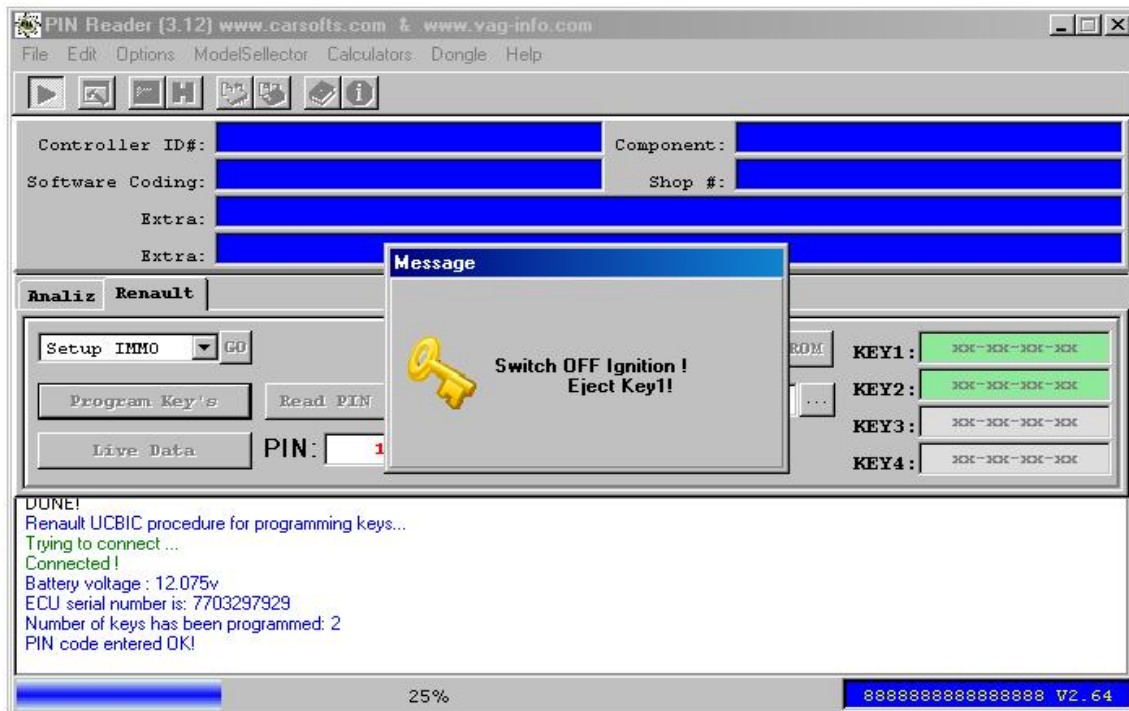 PIN Reader (3.12) www.carsofts.com & www.vag-info.com
File Edit Options ModelSellector Calculators Dongle Help
Controller ID#: Component:
Software Coding: Shop #:
Extra:
Extra:
Message
Switch OFF Ignition !
Eject Key1!
Analiz Renault
Setup IMMO GO ROM KEY1: XX-XX-XX-XX
Program Key's Read PIN ... KEY2: XX-XX-XX-XX
KEY3: XX-XX-XX-XX
Live Data PIN: 1 KEY4: XX-XX-XX-XX
DONE!
Renault UCBIC procedure for programming keys...
Trying to connect ...
Connected !
Battery voltage : 12.075v
ECU serial number is: 7703297929
Number of keys has been programmed: 2
PIN code entered OK!
25% 8888888888888888 V2.64